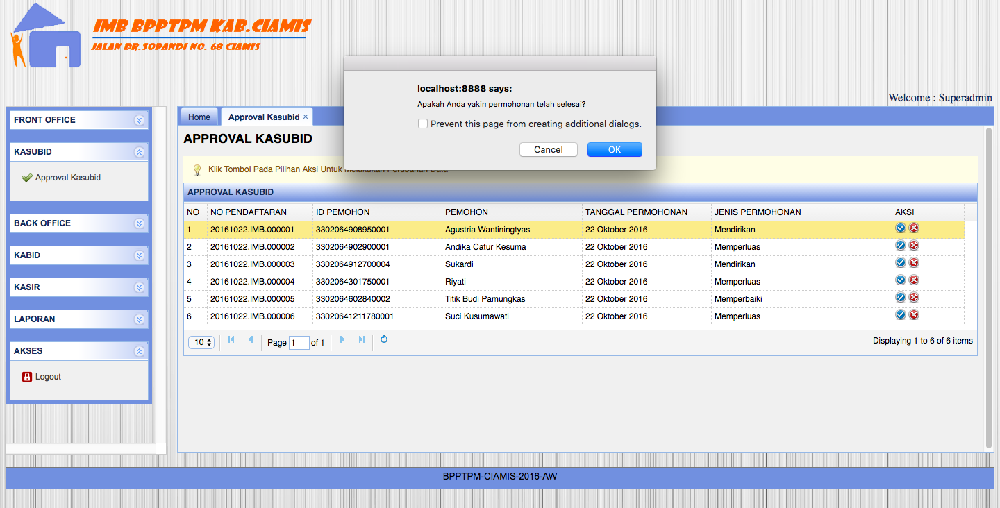 IMB BPPTPM KAB.CIAMIS
JALAN DR.SOPANDI NO. 68 CIAMIS
localhost:8888 says:
Apakah Anda yakin permohonan telah selesai?
Prevent this page from creating additional dialogs.
Cancel OK
Welcome : Superadmin
FRONT OFFICE
KASUBID
Approval Kasubid
BACK OFFICE
KABID
KASIR
LAPORAN
AKSES
Logout
Home Approval Kasubid ×
APPROVAL KASUBID
Klik Tombol Pada Pilihan Aksi Untuk Melakukan Perubahan Data
APPROVAL KASUBID
NO NO PENDAFTARAN ID PEMOHON PEMOHON TANGGAL PERMOHONAN JENIS PERMOHONAN AKSI
1 20161022.IMB.000001 3302064908950001 Agustria Wantiningtyas 22 Oktober 2016 Mendirikan
2 20161022.IMB.000002 3302064902900001 Andika Catur Kesuma 22 Oktober 2016 Memperluas
3 20161022.IMB.000003 3302064912700004 Sukardi 22 Oktober 2016 Mendirikan
4 20161022.IMB.000004 3302064301750001 Riyati 22 Oktober 2016 Memperluas
5 20161022.IMB.000005 3302064602840002 Titik Budi Pamungkas 22 Oktober 2016 Memperbaiki
6 20161022.IMB.000006 33020641211780001 Suci Kusumawati 22 Oktober 2016 Memperluas
10 Page 1 of 1 Displaying 1 to 6 of 6 items
BPPTPM-CIAMIS-2016-AW